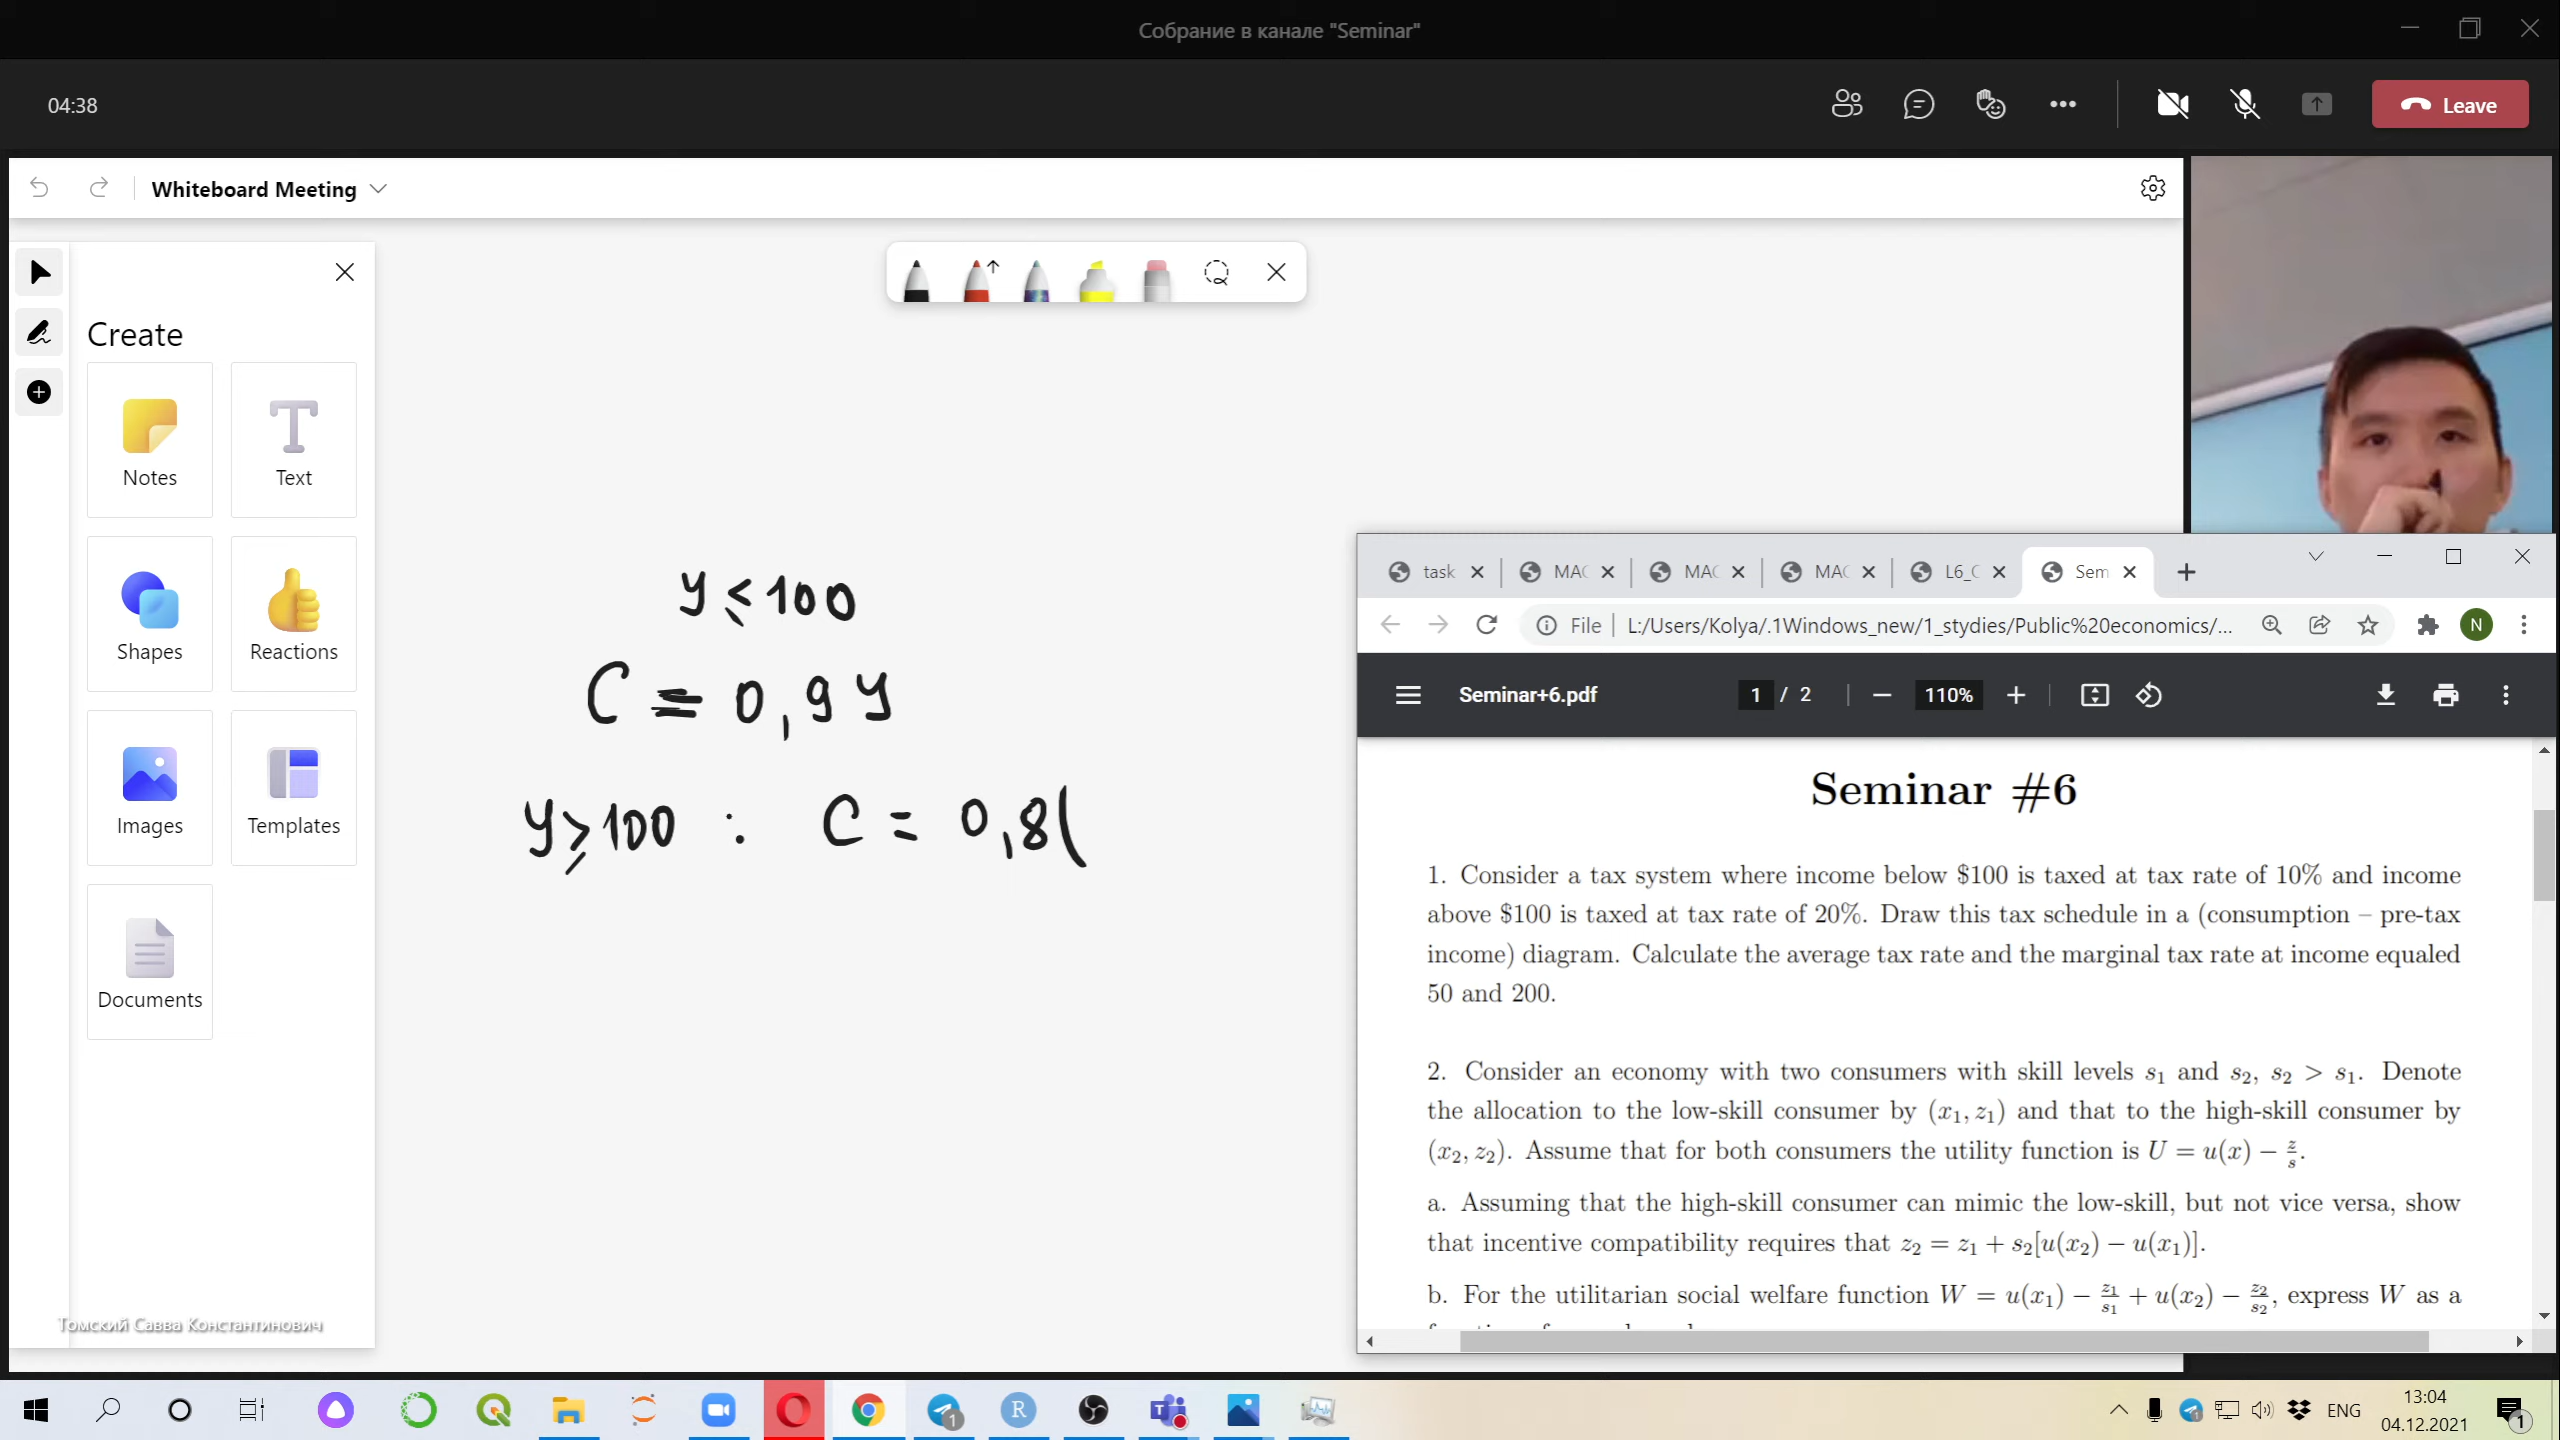 Собрание в канале "Seminar"
04:38
Leave
Whiteboard Meeting
Create
Notes
Text
Shapes
Reactions
Images
Templates
Documents
Томский Савва Константинович
y ⩽ 100
C = 0,9 y
y ⩾ 100 : C = 0,8(
task
MAC
MAC
MAC
L6_C
Sem
File
L:/Users/Kolya/.1Windows_new/1_stydies/Public%20economics/...
N
Seminar+6.pdf
1 / 2
110%
Seminar #6
1. Consider a tax system where income below $100 is taxed at tax rate of 10% and income
above $100 is taxed at tax rate of 20%. Draw this tax schedule in a (consumption – pre-tax
income) diagram. Calculate the average tax rate and the marginal tax rate at income equaled
50 and 200.
2. Consider an economy with two consumers with skill levels s₁ and s₂, s₂ > s₁. Denote
the allocation to the low-skill consumer by (x₁, z₁) and that to the high-skill consumer by
(x₂, z₂). Assume that for both consumers the utility function is U = u(x) − z/s.
a. Assuming that the high-skill consumer can mimic the low-skill, but not vice versa, show
that incentive compatibility requires that z₂ = z₁ + s₂[u(x₂) − u(x₁)].
b. For the utilitarian social welfare function W = u(x₁) − z₁/s₁ + u(x₂) − z₂/s₂, express W as a
1
R
T
ENG
13:04
04.12.2021
1